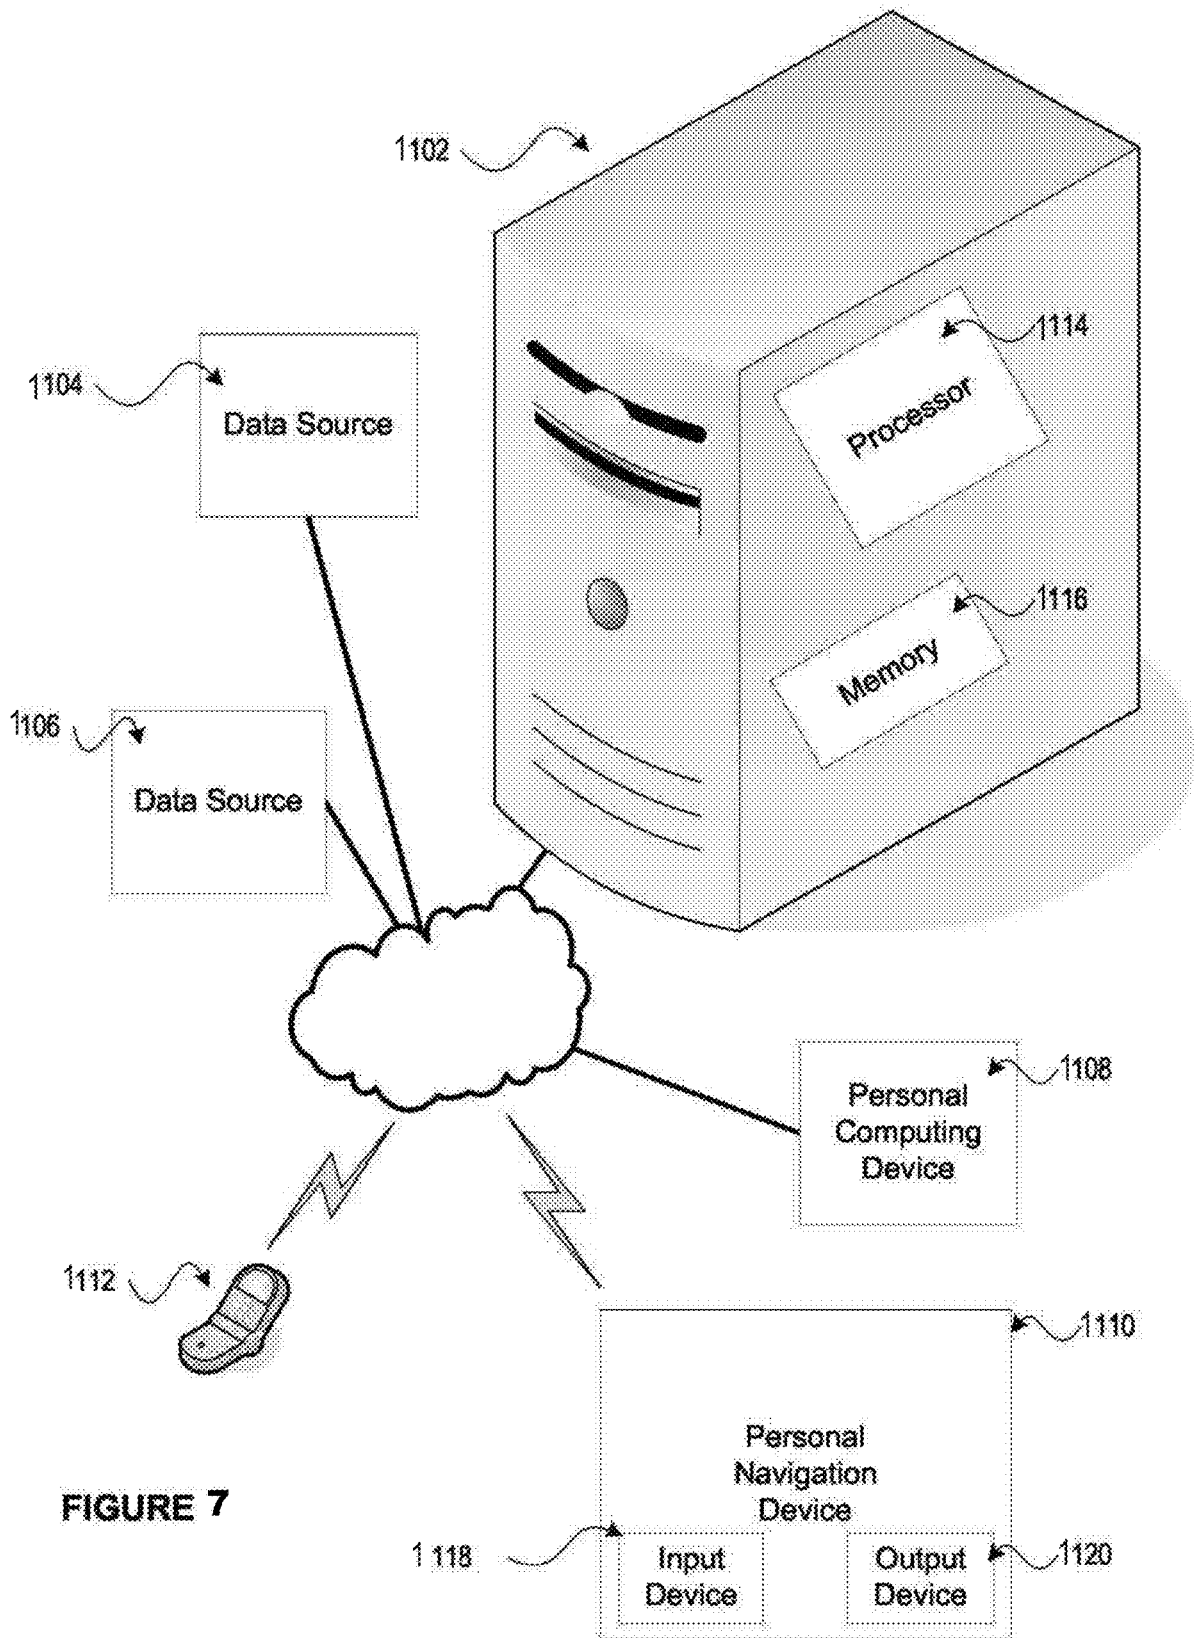 1102
1114
Processor
1104
Data Source
1116
Memory
1106
Data Source
1108
Personal
Computing
Device
1112
1110
Personal
Navigation
Device
FIGURE 7
1118
Input
Device
Output
Device
1120